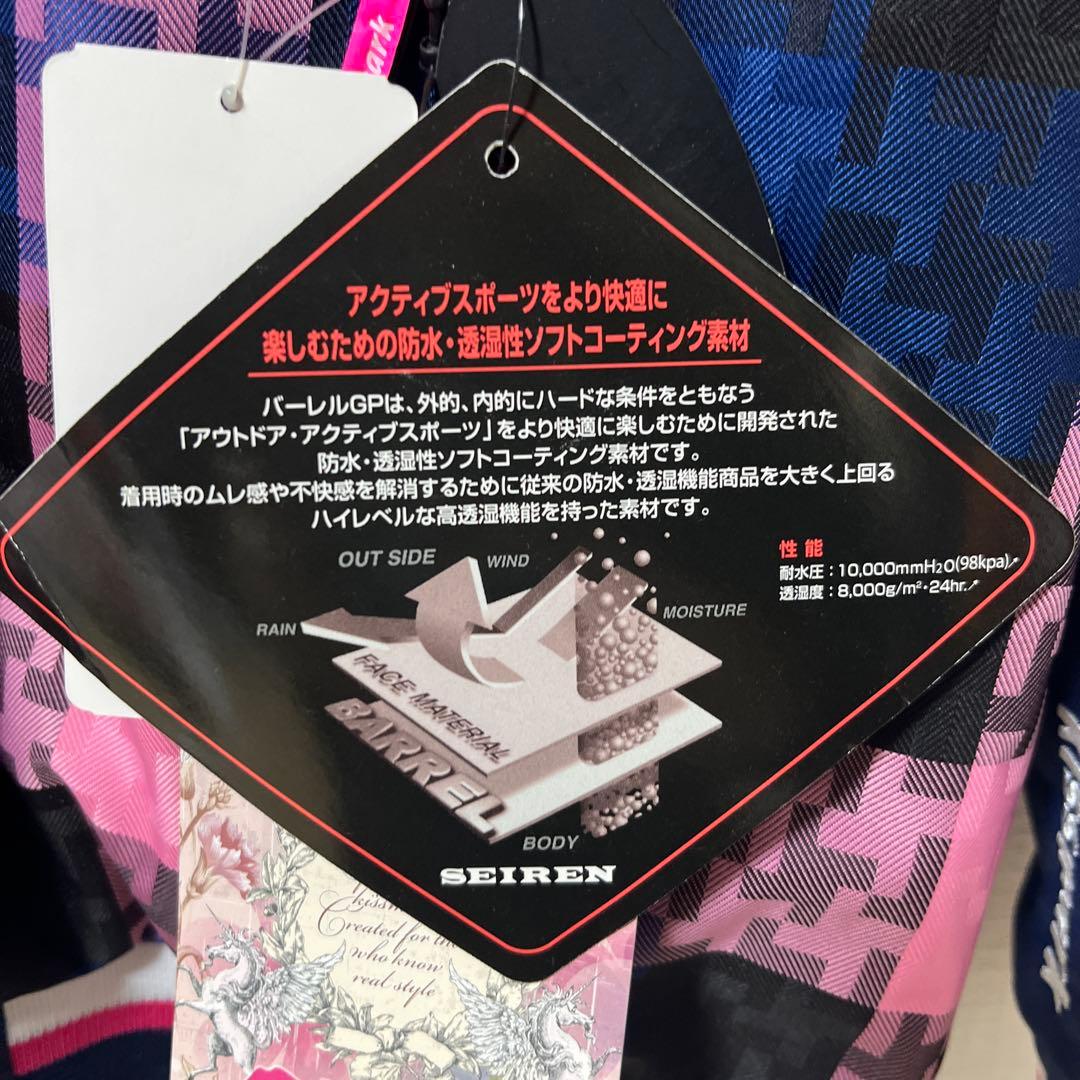 ark
アクティブスポーツをより快適に
楽しむための防水・透湿性ソフトコーティング素材
バーレルGPは、外的、内的にハードな条件をともなう
「アウトドア・アクティブスポーツ」をより快適に楽しむために開発された
防水・透湿性ソフトコーティング素材です。
着用時のムレ感や不快感を解消するために従来の防水・透湿機能商品を大きく上回る
ハイレベルな高透湿機能を持った素材です。
OUT SIDE
WIND
性能
耐水圧：10,000mmH2O(98kpa)↗
透湿度：8,000g/m²・24hr.↗
MOISTURE
RAIN
FACE MATERIAL
BARREL
BODY
SEIREN
Created for the
who know
real style